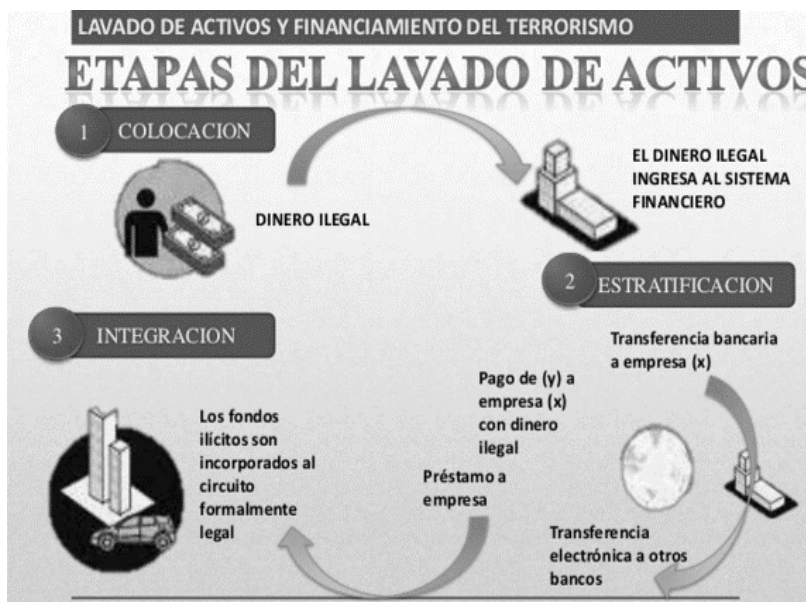 LAVADO DE ACTIVOS Y FINANCIAMIENTO DEL TERRORISMO
ETAPAS DEL LAVADO DE ACTIVOS
1 COLOCACION
DINERO ILEGAL
EL DINERO ILEGAL
INGRESA AL SISTEMA
FINANCIERO
2 ESTRATIFICACION
Transferencia bancaria
a empresa (x)
Pago de (y) a
empresa (x)
con dinero
ilegal
Préstamo a
empresa
Transferencia
electrónica a otros
bancos
3 INTEGRACION
Los fondos
ilícitos son
incorporados al
circuito
formalmente
legal